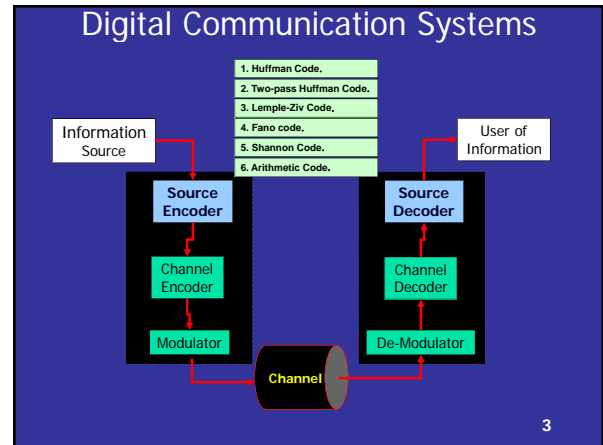 Digital Communication Systems
1. Huffman Code.
2. Two-pass Huffman Code.
3. Lemple-Ziv Code.
4. Fano code.
5. Shannon Code.
6. Arithmetic Code.
Information
Source
User of
Information
Source
Encoder
Source
Decoder
Channel
Encoder
Channel
Decoder
Modulator
De-Modulator
Channel
3